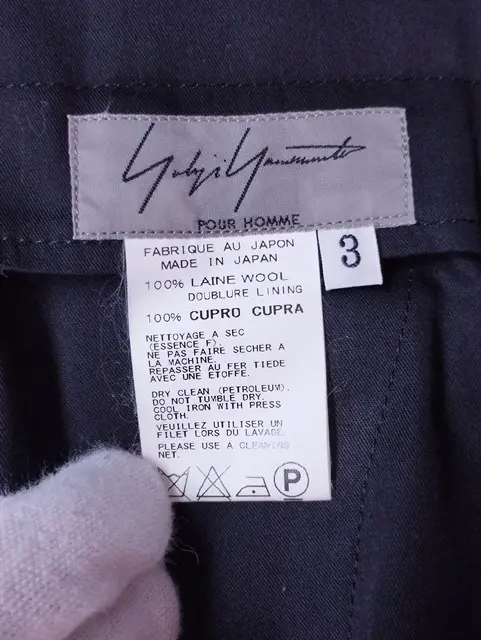 Yohji Yamamoto
POUR HOMME
3
FABRIQUE AU JAPON
MADE IN JAPAN
100% LAINE WOOL
DOUBLURE LINING
100% CUPRO CUPRA
NETTOYAGE A SEC
(ESSENCE F).
NE PAS FAIRE SECHER A
LA MACHINE.
REPASSER AU FER TIEDE
AVEC UNE ETOFFE.
DRY CLEAN (PETROLEUM).
DO NOT TUMBLE DRY.
COOL IRON WITH PRESS
CLOTH.
VEUILLEZ UTILISER UN
FILET LORS DU LAVAGE.
PLEASE USE A CLEANING
NET.
P